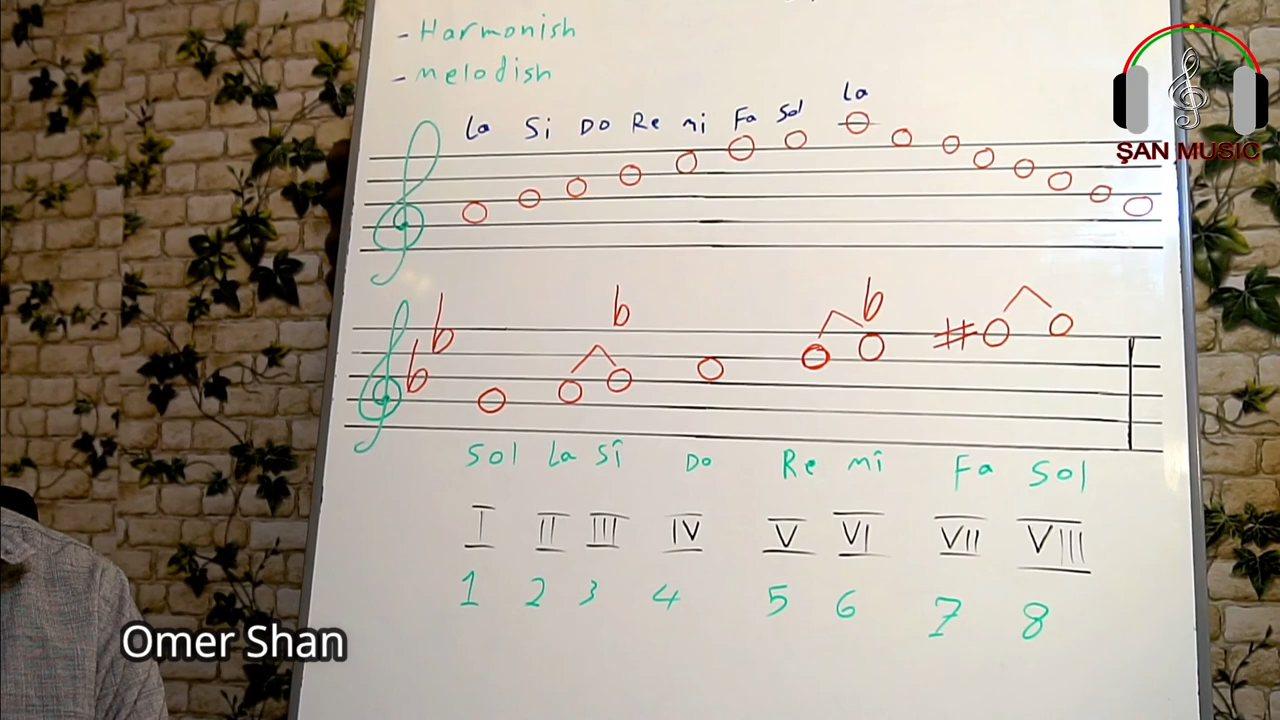 - Harmonish
- Melodish
La Si Do Re mi Fa Sol La
b b b b #
Sol La Si Do Re mi Fa Sol
I II III IV V VI VII VIII
1 2 3 4 5 6 7 8
ŞAN MUSIC
Omer Shan